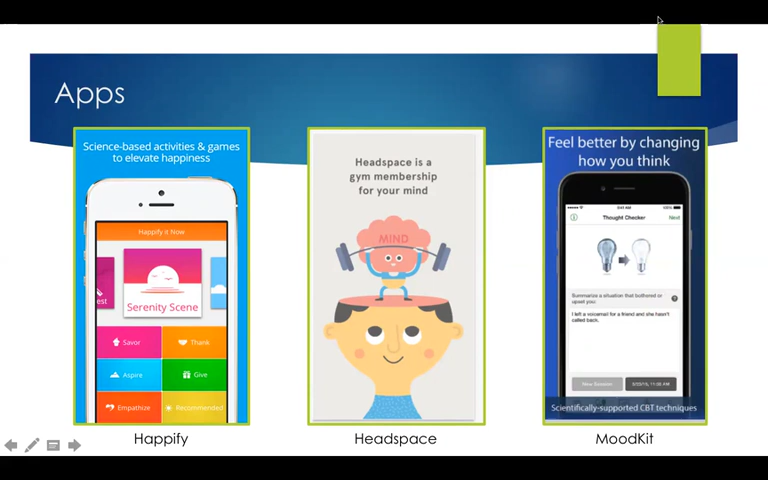 Apps
Science-based activities & games
to elevate happiness
Happify it Now
Serenity Scene
Savor
Thank
Aspire
Give
Empathize
Recommended
Happify
Headspace is a
gym membership
for your mind
MIND
Headspace
Feel better by changing
how you think
Thought Checker
Next
Summarize a situation that bothered or
upset you:
I left a voicemail for a friend and she hasn't
called back.
New Session
Scientifically-supported CBT techniques
MoodKit